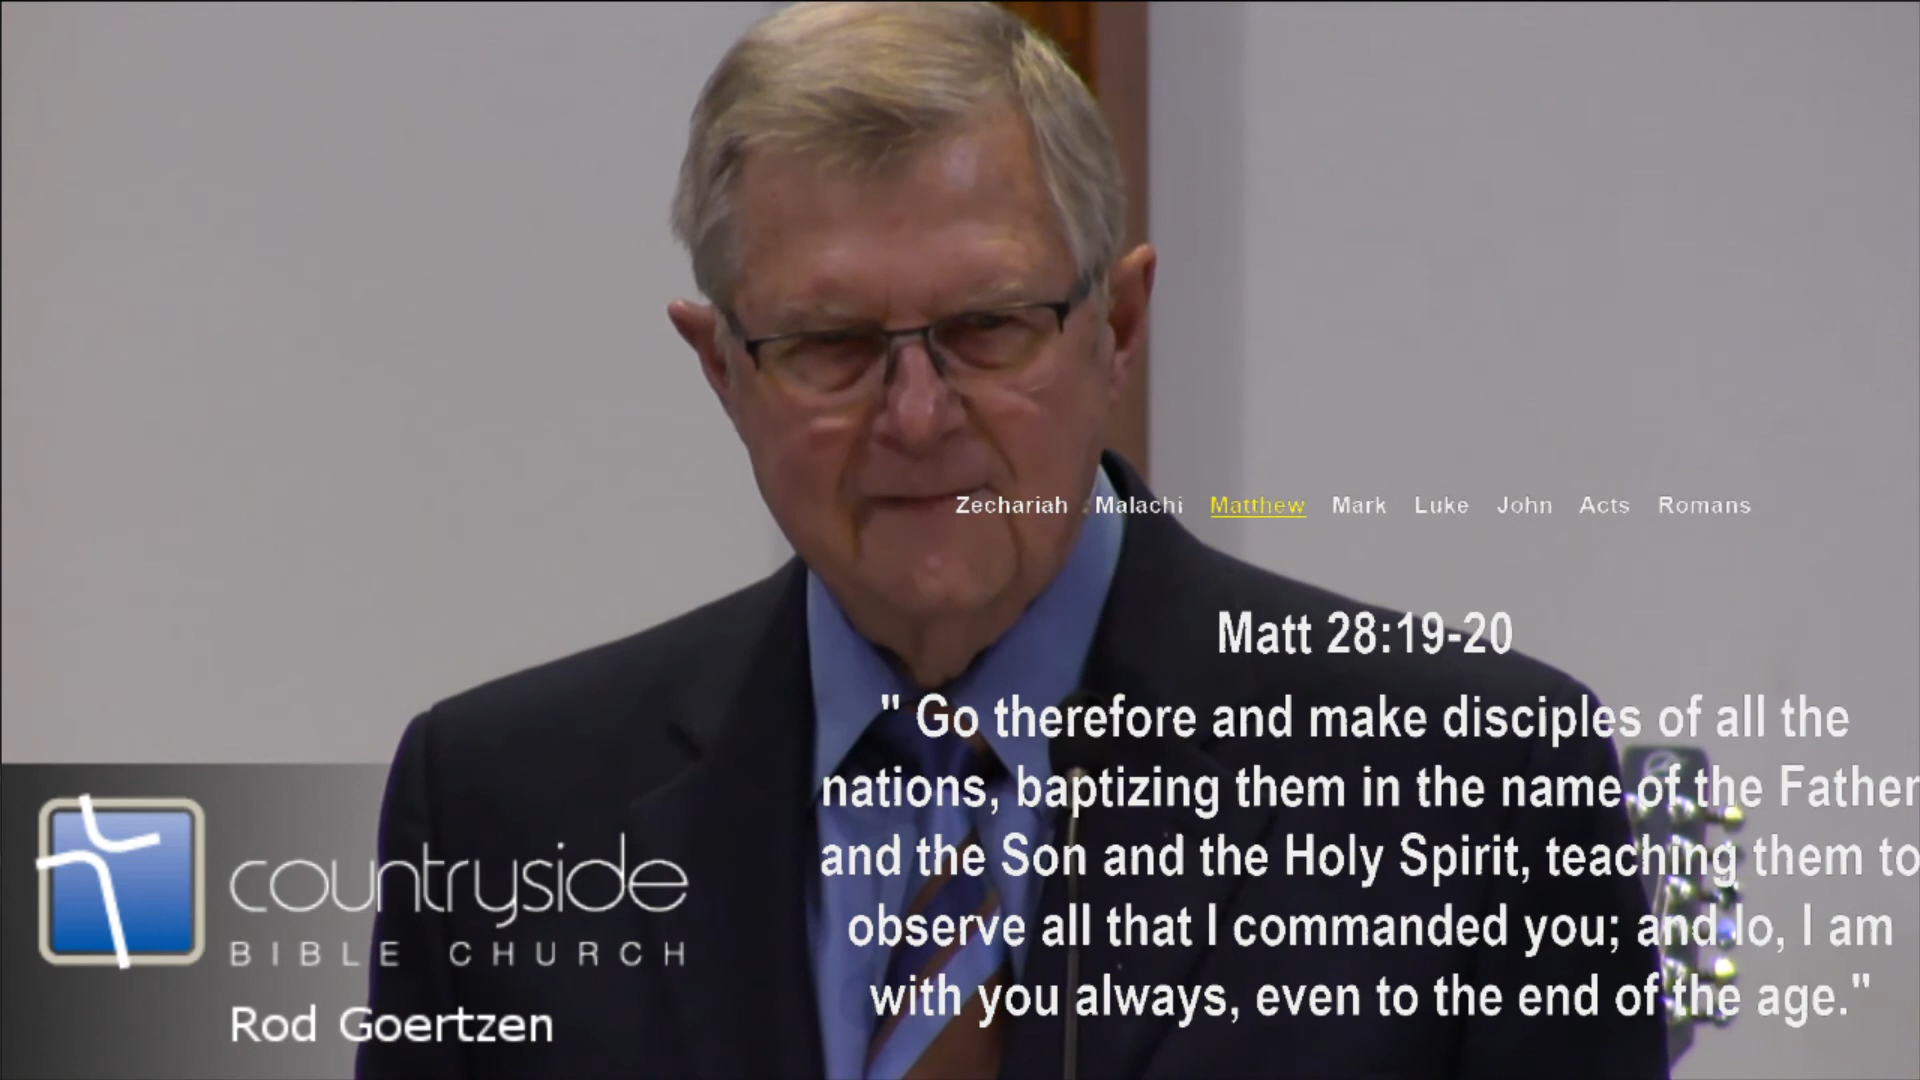 Zechariah Malachi Matthew Mark Luke John Acts Romans
Matt 28:19-20
" Go therefore and make disciples of all the
nations, baptizing them in the name of the Father
and the Son and the Holy Spirit, teaching them to
observe all that I commanded you; and lo, I am
with you always, even to the end of the age."
countryside
BIBLE CHURCH
Rod Goertzen